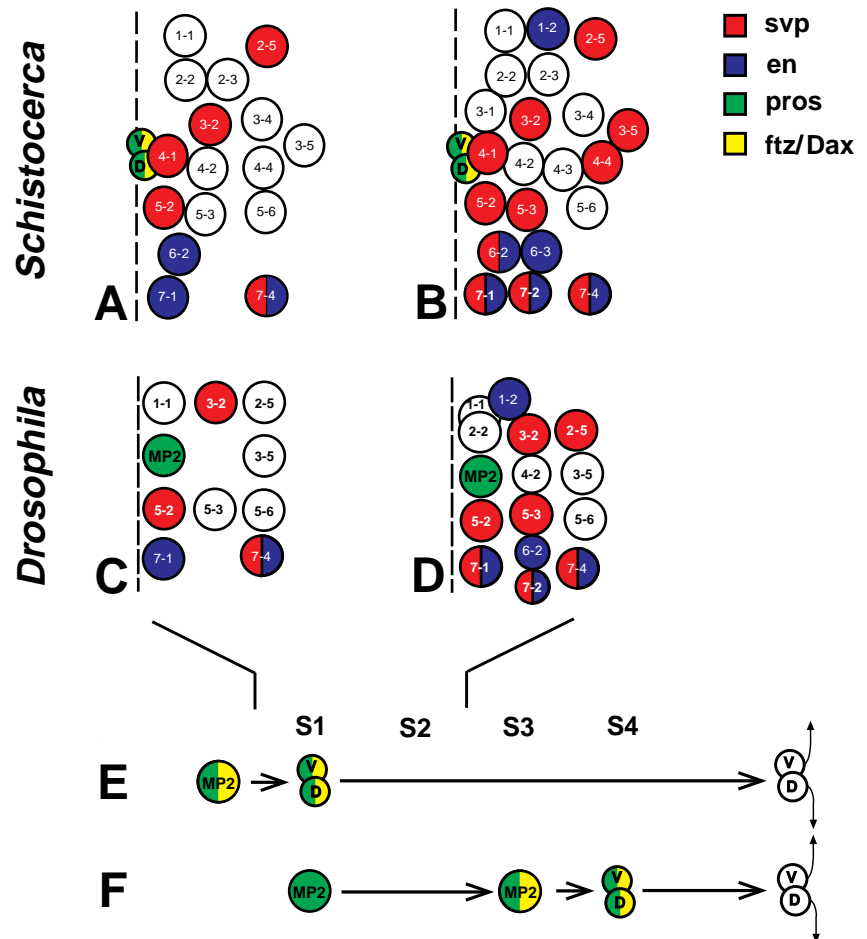 Schistocerca
A
1-1
2-5
2-2 2-3
3-2 3-4
3-5
V
D
4-1 4-2 4-4
5-2 5-3 5-6
6-2
7-1 7-4
B
1-1 1-2 2-5
2-2 2-3
3-1 3-2 3-4
3-5
V
D
4-1 4-2 4-3 4-4
5-2 5-3 5-6
6-2 6-3
7-1 7-2 7-4
svp
en
pros
ftz/Dax
Drosophila
C
1-1 3-2 2-5
MP2 3-5
5-2 5-3 5-6
7-1 7-4
D
1-1 1-2
2-2 3-2 2-5
MP2 4-2 3-5
5-2 5-3 5-6
6-2
7-1 7-2 7-4
S1 S2 S3 S4
E
MP2
V
D
V
D
F
MP2
MP2
V
D
V
D